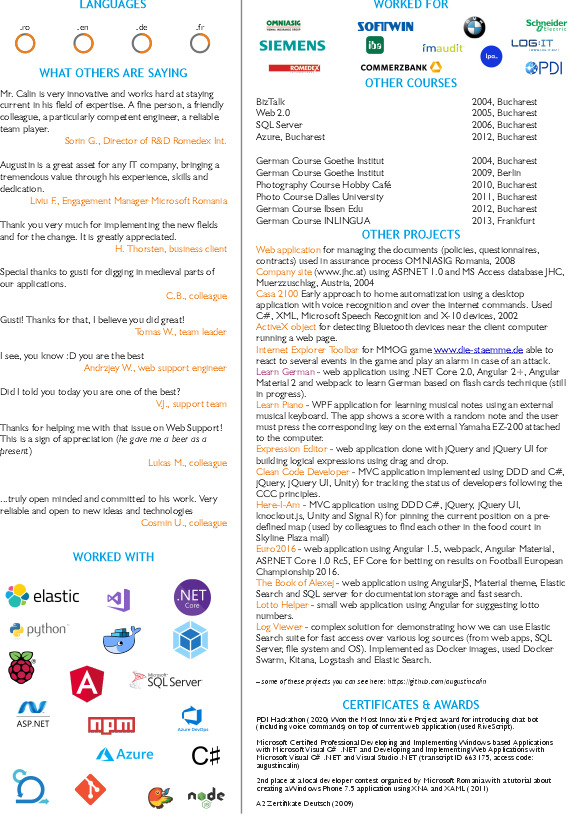 LANGUAGES
.ro .en .de .fr
WHAT OTHERS ARE SAYING
Mr. Calin is very innovative and works hard at staying
current in his field of expertise. A fine person, a friendly
colleague, a particularly competent engineer, a reliable
team player.
Sorin G., Director of R&D Romedex Int.
Augustin is a great asset for any IT company, bringing a
tremendous value through his experience, skills and
dedication.
Liviu F., Engagement Manager Microsoft Romania
Thank you very much for implementing the new fields
and for the change. It is greatly appreciated.
H. Thorsten, business client
Special thanks to gusti for digging in medieval parts of
our applications.
C.B., colleague
Gusti! Thanks for that, I believe you did great!
Tomas W., team leader
I see, you know :D you are the best
Andrzjey W., web support engineer
Did I told you today you are one of the best?
V.J., support team
Thanks for helping me with that issue on Web Support!
This is a sign of appreciation (he gave me a beer as a
present)
Lukas M., colleague
...truly open minded and committed to his work. Very
reliable and open to new ideas and technologies
Cosmin U., colleague
WORKED WITH
elastic
.NET
Core
python
Microsoft
SQL Server
ASP.NET
npm
Azure DevOps
Azure
C#
git
node
WORKED FOR
OMNIASIG
SOFTWIN
BMW
Schneider
Electric
SIEMENS
iba
imaudit
ipo.
LOG:IT
ROMEDEX
COMMERZBANK
PDI
OTHER COURSES
BizTalk 2004, Bucharest
Web 2.0 2005, Bucharest
SQL Server 2006, Bucharest
Azure, Bucharest 2012, Bucharest
German Course Goethe Institut 2004, Bucharest
German Course Goethe Institut 2009, Berlin
Photography Course Hobby Café 2010, Bucharest
Photo Course Dalles University 2011, Bucharest
German Course Ibsen Edu 2012, Bucharest
German Course INLINGUA 2013, Frankfurt
OTHER PROJECTS
Web application for managing the documents (policies, questionnaires,
contracts) used in assurance process OMNIASIG Romania, 2008
Company site (www.jhc.at) using ASP.NET 1.0 and MS Access database JHC,
Muerzzuschlag, Austria, 2004
Casa 2100 Early approach to home automatization using a desktop
application with voice recognition and over the internet commands. Used
C#, XML, Microsoft Speech Recognition and X-10 devices, 2002
ActiveX object for detecting Bluetooth devices near the client computer
running a web page.
Internet Explorer Toolbar for MMOG game www.die-staemme.de able to
react to several events in the game and play an alarm in case of an attack.
Learn German - web application using .NET Core 2.0, Angular 2+, Angular
Material 2 and webpack to learn German based on flash cards technique (still
in progress).
Learn Piano - WPF application for learning musical notes using an external
musical keyboard. The app shows a score with a random note and the user
must press the corresponding key on the external Yamaha EZ-200 attached
to the computer.
Expression Editor - web application done with jQuery and jQuery UI for
building logical expressions using drag and drop.
Clean Code Developer - MVC application implemented using DDD and C#,
jQuery, jQuery UI, Unity) for tracking the status of developers following the
CCC principles.
Here-I-Am - MVC application using DDD C#, jQuery, jQuery UI,
knockout.js, Unity and Signal R) for pinning the current position on a pre-
defined map (used by colleagues to find each other in the food court in
Skyline Plaza mall)
Euro2016 - web application using Angular 1.5, webpack, Angular Material,
ASP.NET Core 1.0 Rc5, EF Core for betting on results on Football European
Championship 2016.
The Book of Alexej - web application using AngularJS, Material theme, Elastic
Search and SQL server for documentation storage and fast search.
Lotto Helper - small web application using Angular for suggesting lotto
numbers.
Log Viewer - complex solution for demonstrating how we can use Elastic
Search suite for fast access over various log sources (from web apps, SQL
Server, file system and OS). Implemented as Docker images, used Docker
Swarm, Kitana, Logstash and Elastic Search.
– some of these projects you can see here: https://github.com/augustincalin
CERTIFICATES & AWARDS
PDI Hackathon (2020) Won the Most Innovative Project award for introducing chat bot
(including voice commands) on top of current web application (used RiveScript).
Microsoft Certified Professional Developing and Implementing Windows based Applications
with Microsoft Visual C# .NET and Developing and Implementing Web Applications with
Microsoft Visual C# .NET and Visual Studio .NET (transcript ID 663175, access code:
augustincalin)
2nd place at a local developer contest organized by Microsoft Romania with a tutorial about
creating a Windows Phone 7.5 application using XNA and XAML (2011)
A2 Zertifikate Deutsch (2009)